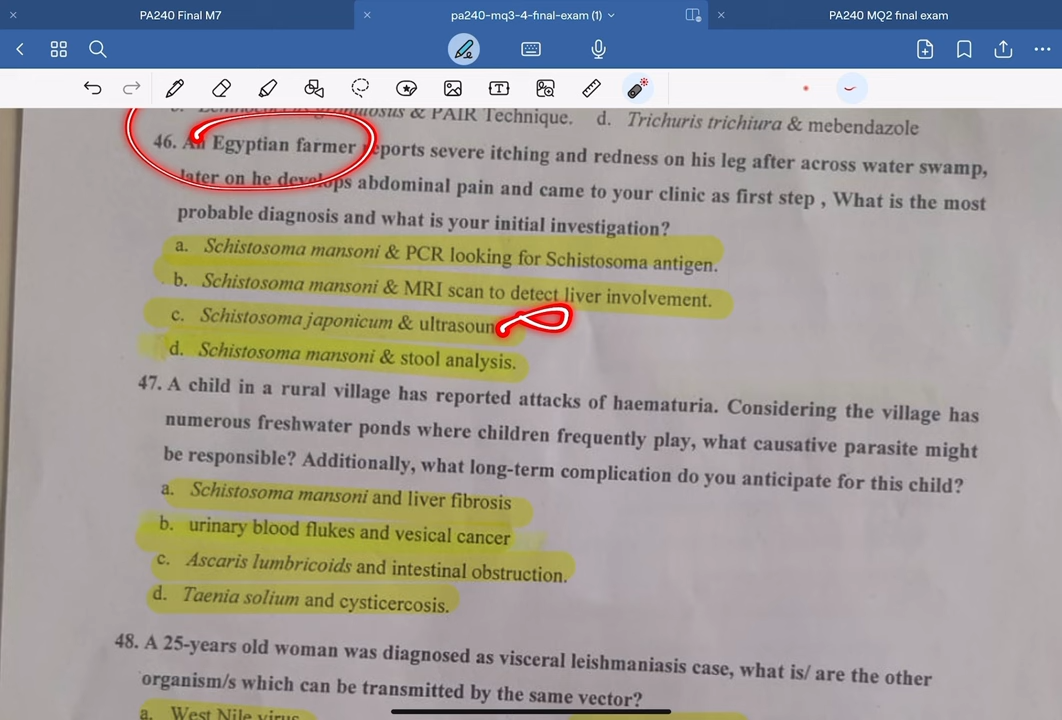 PA240 Final M7
pa240-mq3-4-final-exam (1)
PA240 MQ2 final exam
& PAIR Technique. d. Trichuris trichiura & mebendazole
46. An Egyptian farmer reports severe itching and redness on his leg after across water swamp,
later on he develops abdominal pain and came to your clinic as first step , What is the most
probable diagnosis and what is your initial investigation?
a. Schistosoma mansoni & PCR looking for Schistosoma antigen.
b. Schistosoma mansoni & MRI scan to detect liver involvement.
c. Schistosoma japonicum & ultrasoun
d. Schistosoma mansoni & stool analysis.
47. A child in a rural village has reported attacks of haematuria. Considering the village has
numerous freshwater ponds where children frequently play, what causative parasite might
be responsible? Additionally, what long-term complication do you anticipate for this child?
a. Schistosoma mansoni and liver fibrosis
b. urinary blood flukes and vesical cancer
c. Ascaris lumbricoids and intestinal obstruction.
d. Taenia solium and cysticercosis.
48. A 25-years old woman was diagnosed as visceral leishmaniasis case, what is/ are the other
organism/s which can be transmitted by the same vector?
a. West Nile virus